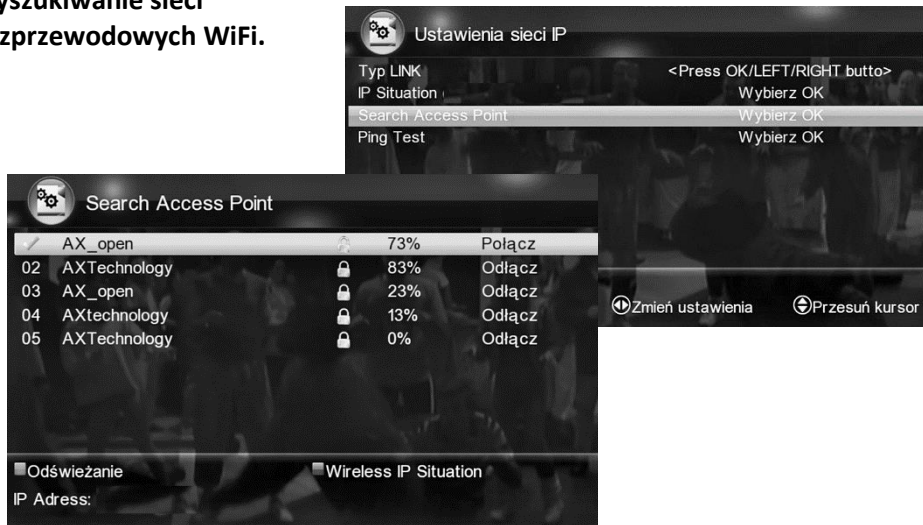 yszukiwanie sieci
zprzewodowych WiFi.
Ustawienia sieci IP
Typ LINK <Press OK/LEFT/RIGHT butto>
IP Situation Wybierz OK
Search Access Point Wybierz OK
Ping Test Wybierz OK
Zmień ustawienia Przesuń kursor
Search Access Point
AX_open 73% Połącz
02 AXTechnology 83% Odłącz
03 AX_open 23% Odłącz
04 AXtechnology 13% Odłącz
05 AXTechnology 0% Odłącz
Odświeżanie Wireless IP Situation
IP Adress: